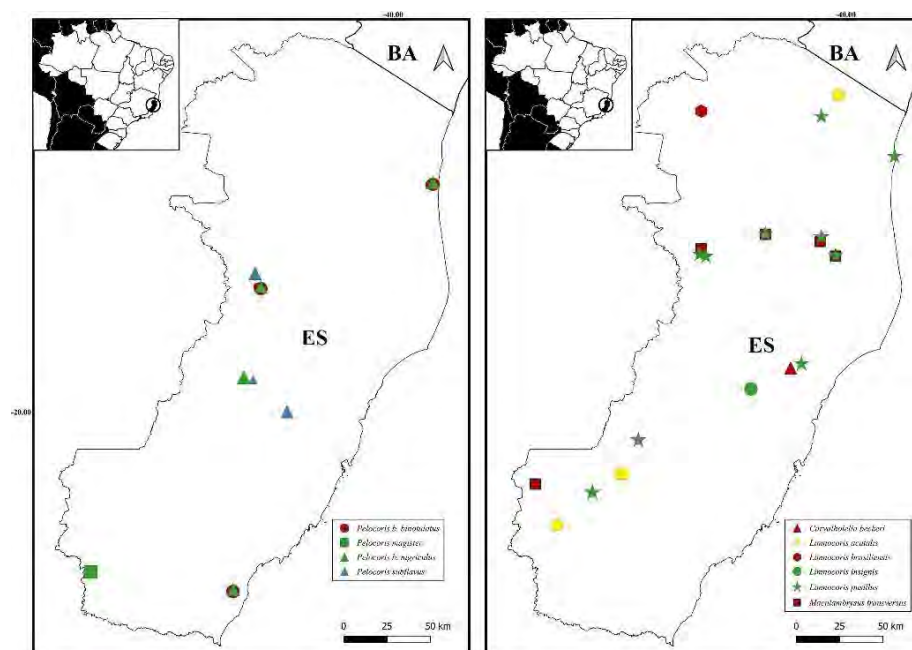 -40.00
BA
ES
-20.00
Pelocoris b. binotulatus
Pelocoris magister
Pelocoris b. nigriculus
Pelocoris subflavus
0 25 50 km
-40.00
BA
ES
Carvalhoiello beckeri
Limnocoris acutalis
Limnocoris brasiliensis
Limnocoris insignis
Limnocoris pusillus
Maculambrysus transversus
0 25 50 km